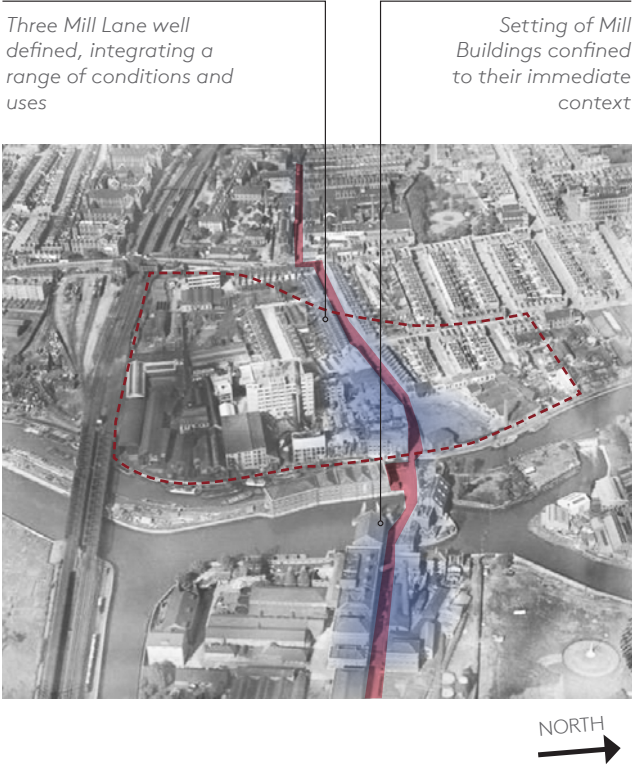 Three Mill Lane well
defined, integrating a
range of conditions and
uses
Setting of Mill
Buildings confined
to their immediate
context
NORTH